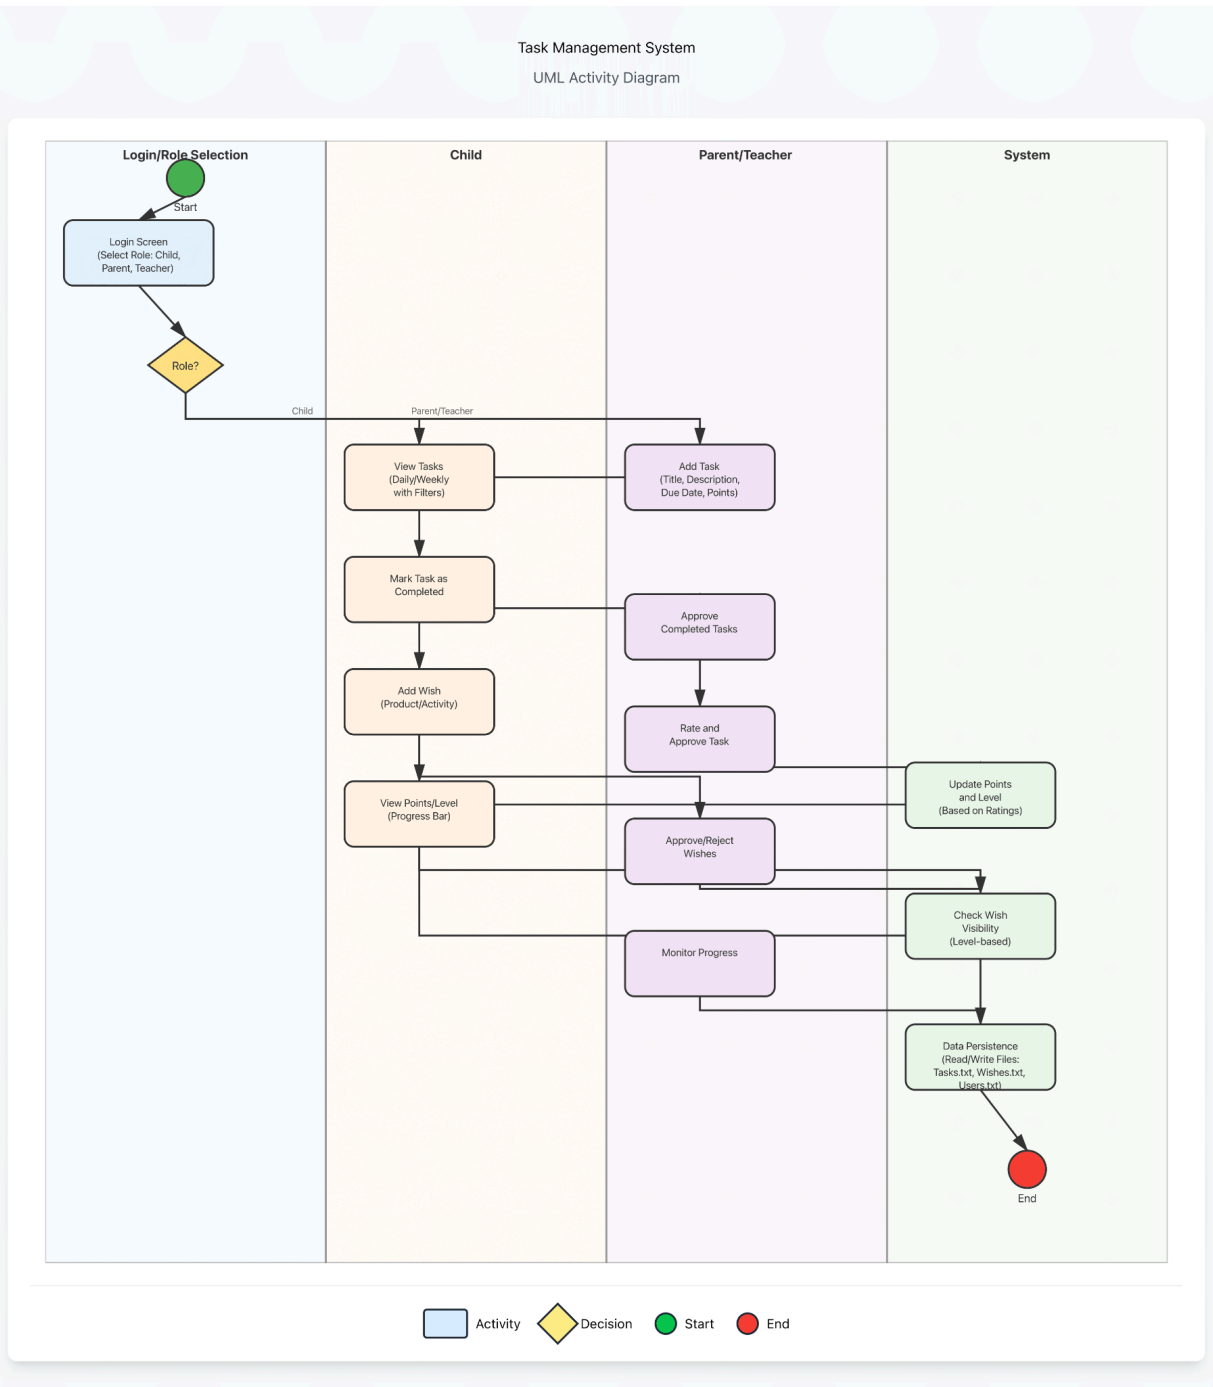 Task Management System
UML Activity Diagram
Login/Role Selection
Child
Parent/Teacher
System
Start
Login Screen
(Select Role: Child,
Parent, Teacher)
Role?
Child
Parent/Teacher
View Tasks
(Daily/Weekly
with Filters)
Add Task
(Title, Description,
Due Date, Points)
Mark Task as
Completed
Approve
Completed Tasks
Add Wish
(Product/Activity)
Rate and
Approve Task
Update Points
and Level
(Based on Ratings)
View Points/Level
(Progress Bar)
Approve/Reject
Wishes
Check Wish
Visibility
(Level-based)
Monitor Progress
Data Persistence
(Read/Write Files:
Tasks.txt, Wishes.txt,
Users.txt)
End
Activity
Decision
Start
End